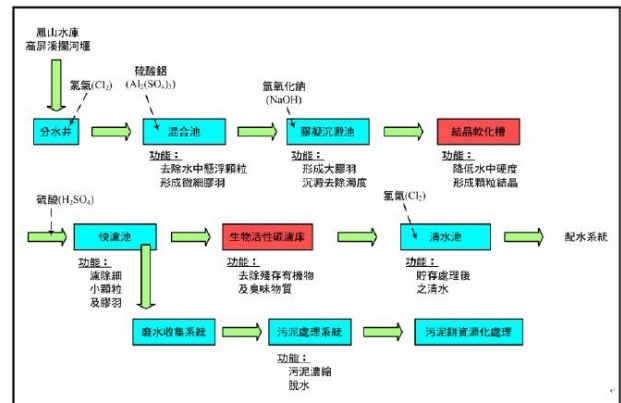 鳳山水庫
高屏溪攔河堰
氯氣(Cl₂)
硫酸鋁
(Al₂(SO₄)₃)
氫氧化鈉
(NaOH)
分水井
混合池
膠凝沉澱池
結晶軟化槽
功能：
去除水中懸浮顆粒
形成微細膠羽
功能：
形成大膠羽
沉澱去除濁度
功能：
降低水中硬度
形成顆粒結晶
硫酸(H₂SO₄)
氯氣(Cl₂)
快濾池
生物活性碳濾床
清水池
配水系統
功能：
濾除細
小顆粒
及膠羽
功能：
去除殘存有機物
及臭味物質
功能：
貯存處理後
之清水
廢水收集系統
污泥處理系統
污泥餅資源化處理
功能：
污泥濃縮
脫水